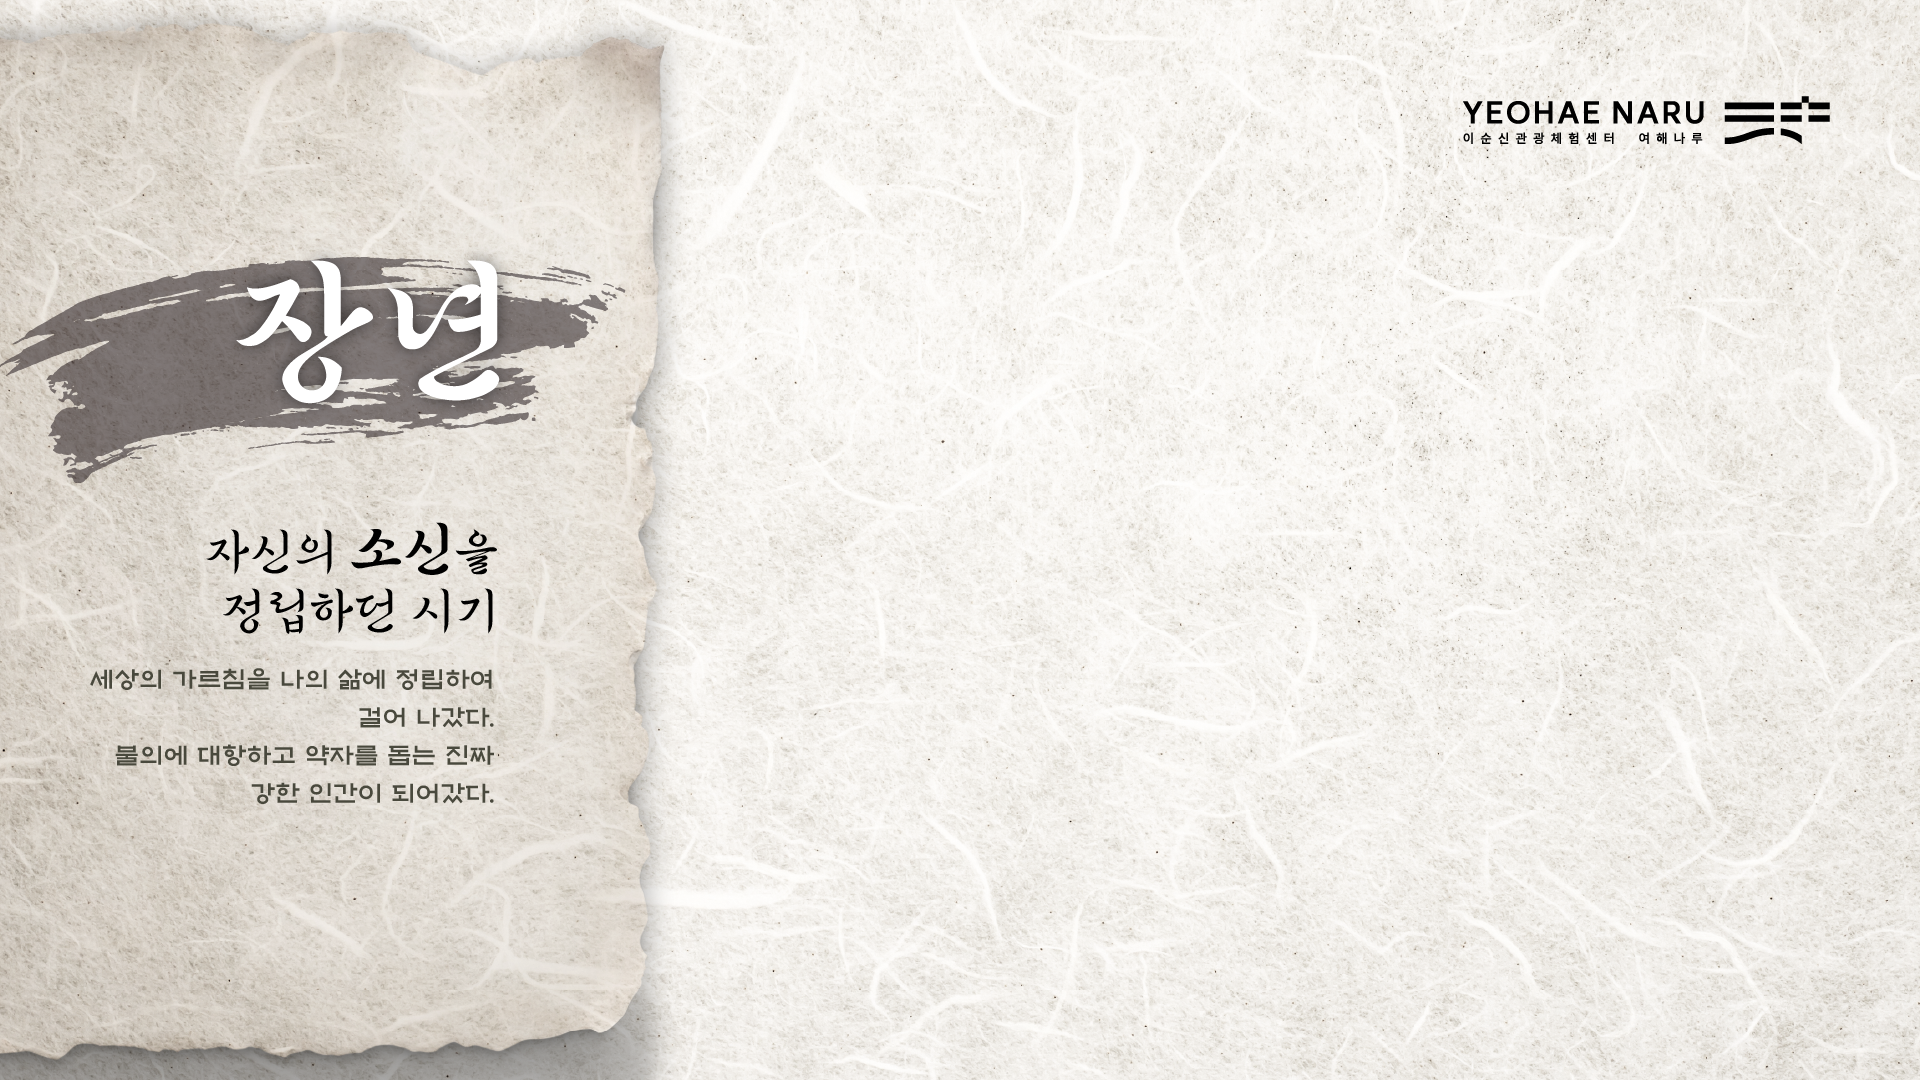 장년
자신의 소신을
정립하던 시기
세상의 가르침을 나의 삶에 정립하여
걸어 나갔다.
불의에 대항하고 약자를 돕는 진짜
강한 인간이 되어갔다.
YEOHAE NARU
이순신관광체험센터 여해나루